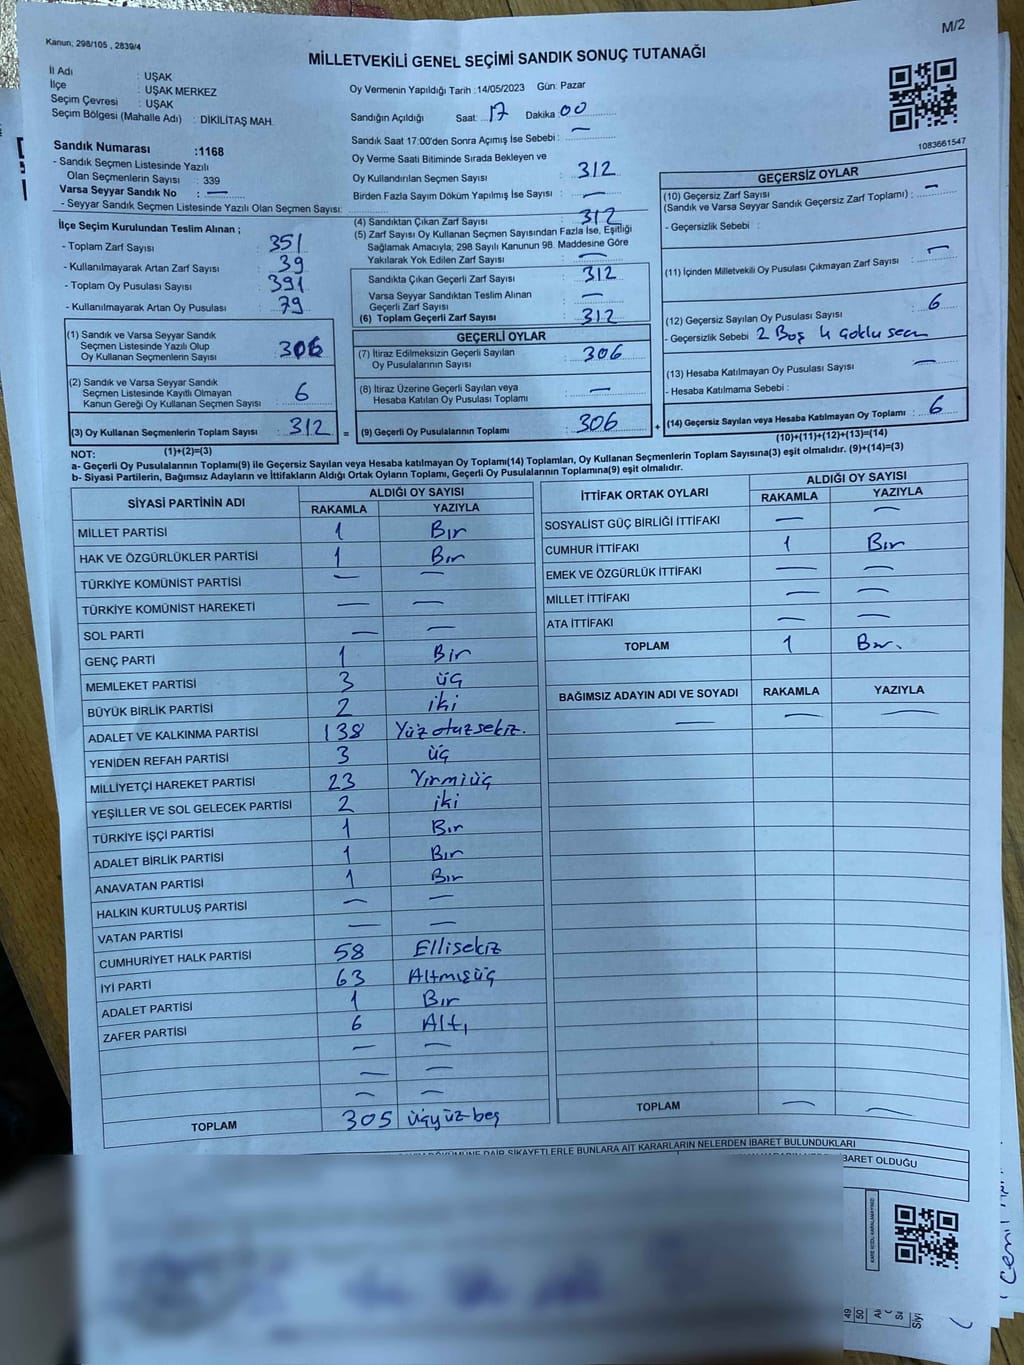 M/2
Kanun; 298/105 , 2839/4
MİLLETVEKİLİ GENEL SEÇİMİ SANDIK SONUÇ TUTANAĞI
İl Adı : UŞAK
İlçe : UŞAK MERKEZ
Seçim Çevresi : UŞAK
Seçim Bölgesi (Mahalle Adı) : DİKİLİTAŞ MAH.
Oy Vermenin Yapıldığı Tarih :14/05/2023 Gün: Pazar
Sandığın Açıldığı Saat: 17 Dakika: 00
Sandık Saat 17:00'den Sonra Açımış İse Sebebi : —
1083661547
Sandık Numarası :1168
- Sandık Seçmen Listesinde Yazılı
Olan Seçmenlerin Sayısı : 339
Varsa Seyyar Sandık No : —
- Seyyar Sandık Seçmen Listesinde Yazılı Olan Seçmen Sayısı:
Oy Verme Saati Bitiminde Sırada Bekleyen ve
Oy Kullandırılan Seçmen Sayısı : 312
Birden Fazla Sayım Döküm Yapılmış İse Sayısı : —
İlçe Seçim Kurulundan Teslim Alınan ;
- Toplam Zarf Sayısı : 351
- Kullanılmayarak Artan Zarf Sayısı : 39
- Toplam Oy Pusulası Sayısı : 391
- Kullanılmayarak Artan Oy Pusulası : 79
(4) Sandıktan Çıkan Zarf Sayısı : 312
(5) Zarf Sayısı Oy Kullanan Seçmen Sayısından Fazla İse, Eşitliği
Sağlamak Amacıyla; 298 Sayılı Kanunun 98. Maddesine Göre
Yakılarak Yok Edilen Zarf Sayısı : —
Sandıkta Çıkan Geçerli Zarf Sayısı : 312
Varsa Seyyar Sandıktan Teslim Alınan
Geçerli Zarf Sayısı : —
(6) Toplam Geçerli Zarf Sayısı : 312
GEÇERSİZ OYLAR
(10) Geçersiz Zarf Sayısı
(Sandık ve Varsa Seyyar Sandık Geçersiz Zarf Toplamı) : —
- Geçersizlik Sebebi :
(11) İçinden Milletvekili Oy Pusulası Çıkmayan Zarf Sayısı : —
(12) Geçersiz Sayılan Oy Pusulası Sayısı : 6
- Geçersizlik Sebebi 2 Boş 4 Çoklu seçm
(13) Hesaba Katılmayan Oy Pusulası Sayısı : —
- Hesaba Katılmama Sebebi :
(14) Geçersiz Sayılan veya Hesaba Katılmayan Oy Toplamı : 6
(10)+(11)+(12)+(13)=(14)
(1) Sandık ve Varsa Seyyar Sandık
Seçmen Listesinde Yazılı Olup
Oy Kullanan Seçmenlerin Sayısı : 306
(2) Sandık ve Varsa Seyyar Sandık
Seçmen Listesinde Kayıtlı Olmayan
Kanun Gereği Oy Kullanan Seçmen Sayısı : 6
(3) Oy Kullanan Seçmenlerin Toplam Sayısı : 312
(1)+(2)=(3)
=
GEÇERLİ OYLAR
(7) İtiraz Edilmeksizin Geçerli Sayılan
Oy Pusulalarının Sayısı : 306
(8) İtiraz Üzerine Geçerli Sayılan veya
Hesaba Katılan Oy Pusulası Toplamı : —
(9) Geçerli Oy Pusulalarının Toplamı : 306
+
NOT:
a- Geçerli Oy Pusulalarının Toplamı(9) ile Geçersiz Sayılan veya Hesaba katılmayan Oy Toplamı(14) Toplamları, Oy Kullanan Seçmenlerin Toplam Sayısına(3) eşit olmalıdır. (9)+(14)=(3)
b- Siyasi Partilerin, Bağımsız Adayların ve İttifakların Aldığı Ortak Oyların Toplamı, Geçerli Oy Pusulalarının Toplamına(9) eşit olmalıdır.
SİYASİ PARTİNİN ADI ALDIĞI OY SAYISI
RAKAMLA YAZIYLA
MİLLET PARTİSİ 1 Bir
HAK VE ÖZGÜRLÜKLER PARTİSİ 1 Bir
TÜRKİYE KOMÜNİST PARTİSİ — —
TÜRKİYE KOMÜNİST HAREKETİ — —
SOL PARTİ — —
GENÇ PARTİ 1 Bir
MEMLEKET PARTİSİ 3 üç
BÜYÜK BİRLİK PARTİSİ 2 iki
ADALET VE KALKINMA PARTİSİ 138 Yüzotuzsekiz.
YENİDEN REFAH PARTİSİ 3 üç
MİLLİYETÇİ HAREKET PARTİSİ 23 Yırmiüç
YEŞİLLER VE SOL GELECEK PARTİSİ 2 iki
TÜRKİYE İŞÇİ PARTİSİ 1 Bır
ADALET BİRLİK PARTİSİ 1 Bır
ANAVATAN PARTİSİ 1 Bır
HALKIN KURTULUŞ PARTİSİ — —
VATAN PARTİSİ — —
CUMHURİYET HALK PARTİSİ 58 Ellisekiz
İYİ PARTİ 63 Altmışüç
ADALET PARTİSİ 1 Bır
ZAFER PARTİSİ 6 Altı
— —
— —
— —
TOPLAM 305 üçyüz beş
İTTİFAK ORTAK OYLARI ALDIĞI OY SAYISI
RAKAMLA YAZIYLA
SOSYALİST GÜÇ BİRLİĞİ İTTİFAKI — —
CUMHUR İTTİFAKI 1 Bır
EMEK VE ÖZGÜRLÜK İTTİFAKI — —
MİLLET İTTİFAKI — —
ATA İTTİFAKI — —
TOPLAM 1 Bır.
BAĞIMSIZ ADAYIN ADI VE SOYADI RAKAMLA YAZIYLA
— — —
TOPLAM — —
DÖKÜMÜNE DAİR ŞİKAYETLERLE BUNLARA AİT KARARLARIN NELERDEN İBARET BULUNDUKLARI
BARET OLDUĞU
49
50